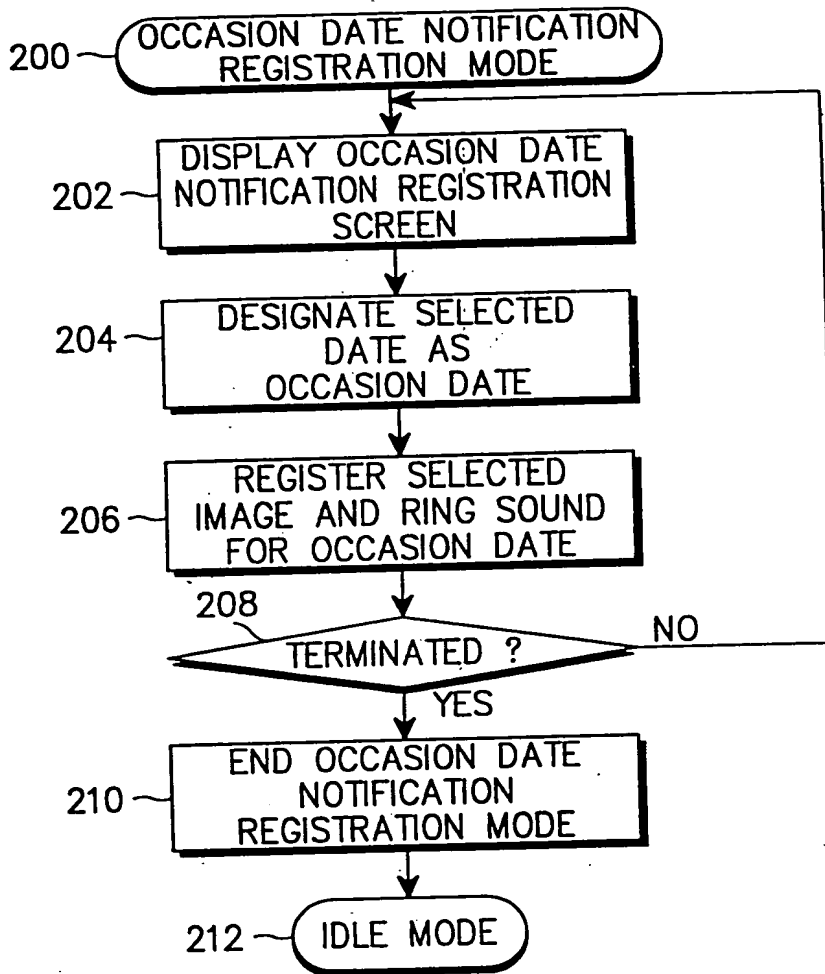 200
OCCASION DATE NOTIFICATION
REGISTRATION MODE
202
DISPLAY OCCASION DATE
NOTIFICATION REGISTRATION
SCREEN
204
DESIGNATE SELECTED
DATE AS
OCCASION DATE
206
REGISTER SELECTED
IMAGE AND RING SOUND
FOR OCCASION DATE
208
TERMINATED ?
NO
YES
210
END OCCASION DATE
NOTIFICATION
REGISTRATION MODE
212
IDLE MODE